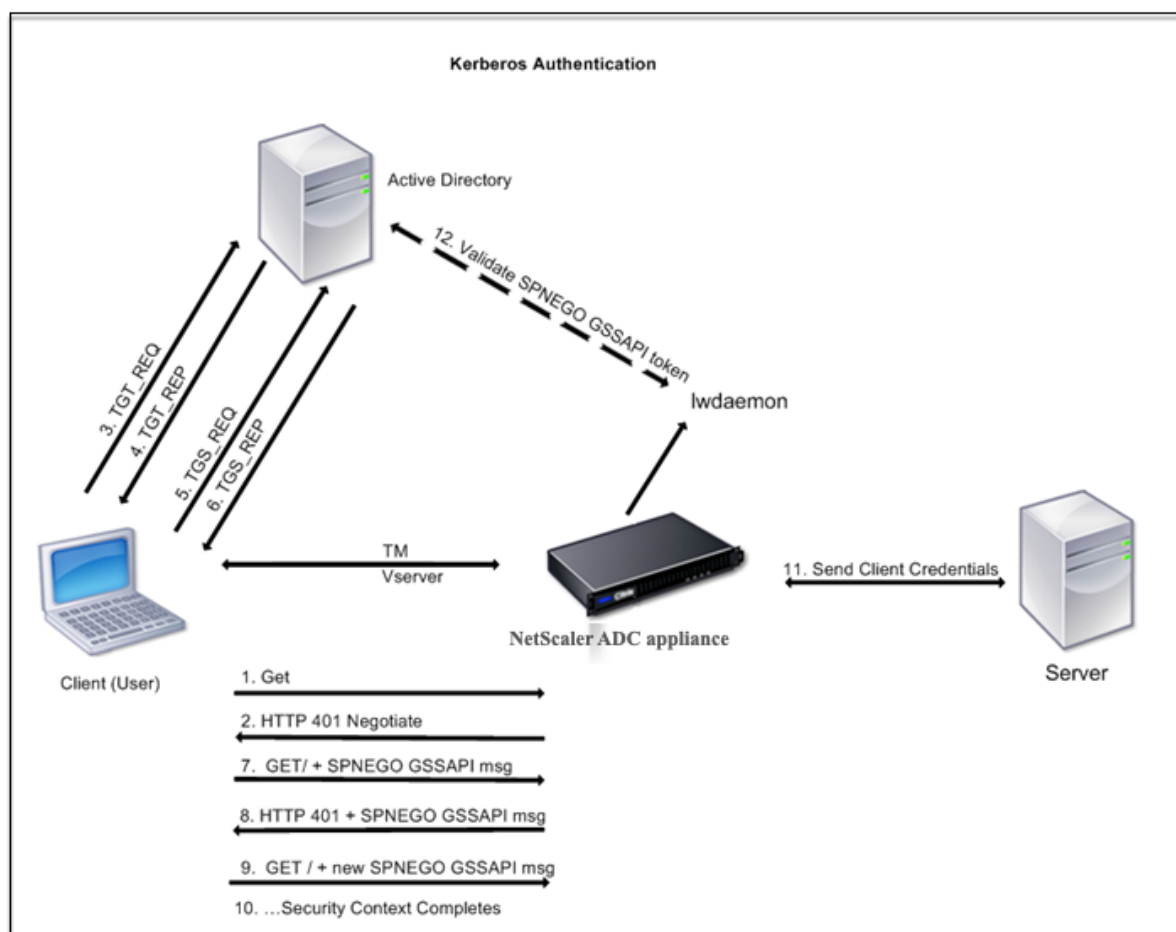 Kerberos Authentication
Active Directory
12. Validate SPNEGO GSSAPI token
lwdaemon
3. TGT_REQ
4. TGT_REP
5. TGS_REQ
6. TGS_REP
TM
Vserver
11. Send Client Credentials
NetScaler ADC appliance
Client (User)
Server
1. Get
2. HTTP 401 Negotiate
7. GET/ + SPNEGO GSSAPI msg
8. HTTP 401 + SPNEGO GSSAPI msg
9. GET / + new SPNEGO GSSAPI msg
10. ...Security Context Completes